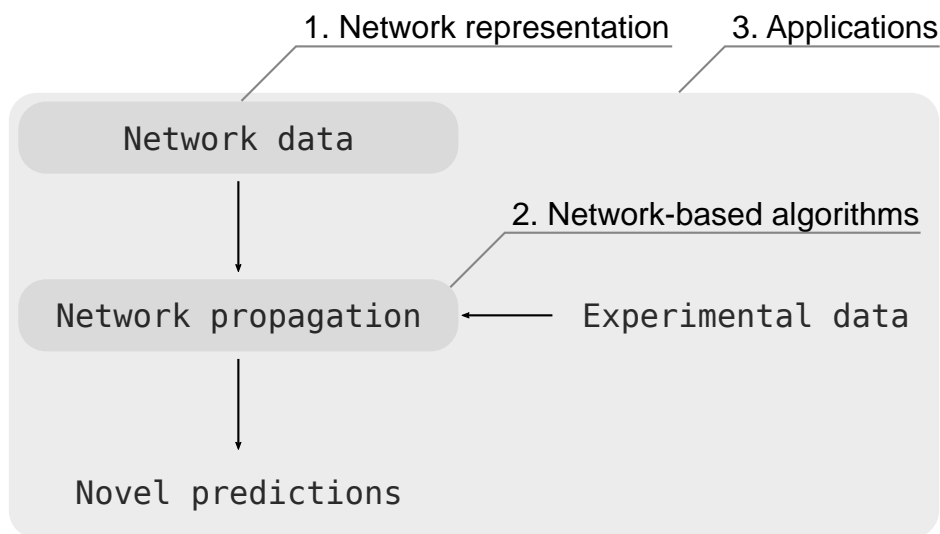 1. Network representation
3. Applications
Network data
2. Network-based algorithms
Network propagation
Experimental data
Novel predictions